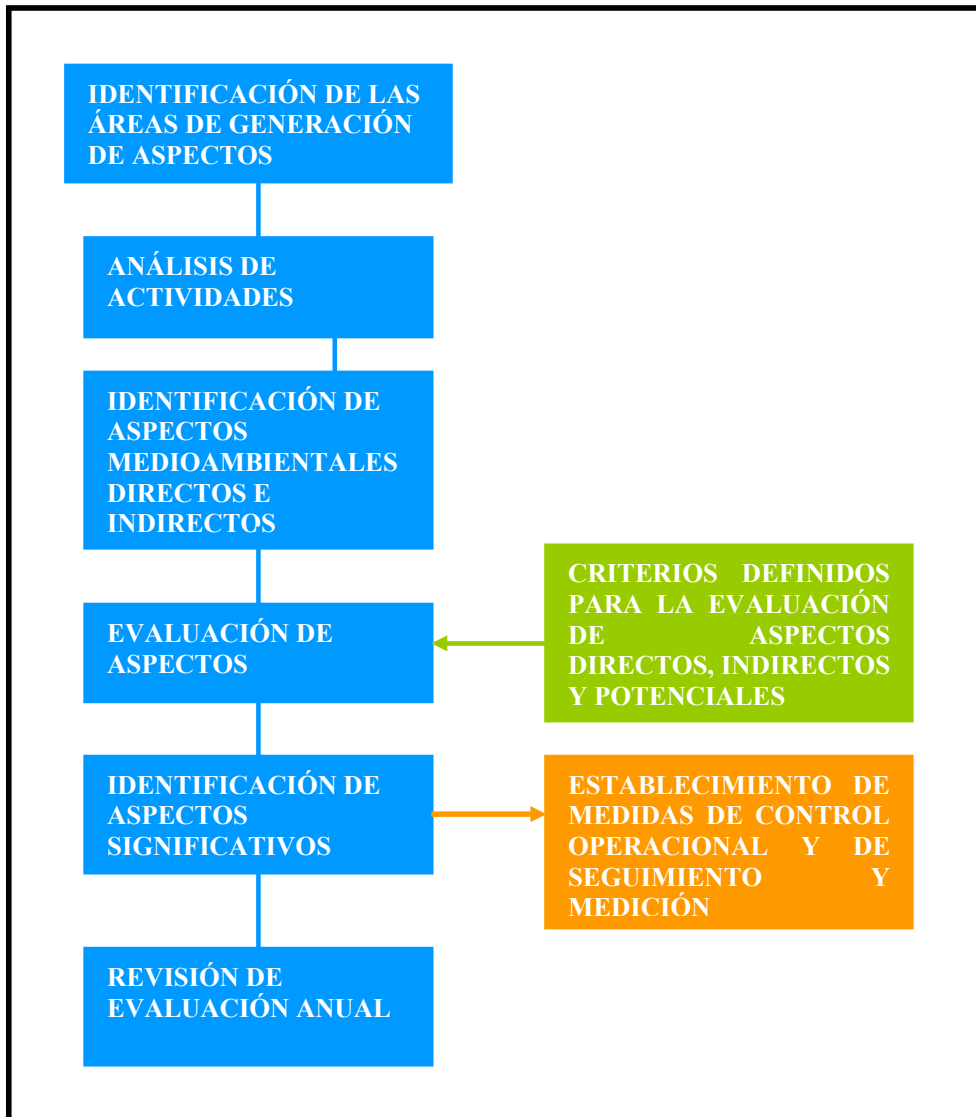 IDENTIFICACIÓN DE LAS
ÁREAS DE GENERACIÓN
DE ASPECTOS
ANÁLISIS DE
ACTIVIDADES
IDENTIFICACIÓN DE
ASPECTOS
MEDIOAMBIENTALES
DIRECTOS E
INDIRECTOS
EVALUACIÓN DE
ASPECTOS
CRITERIOS DEFINIDOS
PARA LA EVALUACIÓN
DE ASPECTOS
DIRECTOS, INDIRECTOS
Y POTENCIALES
IDENTIFICACIÓN DE
ASPECTOS
SIGNIFICATIVOS
ESTABLECIMIENTO DE
MEDIDAS DE CONTROL
OPERACIONAL Y DE
SEGUIMIENTO Y
MEDICIÓN
REVISIÓN DE
EVALUACIÓN ANUAL